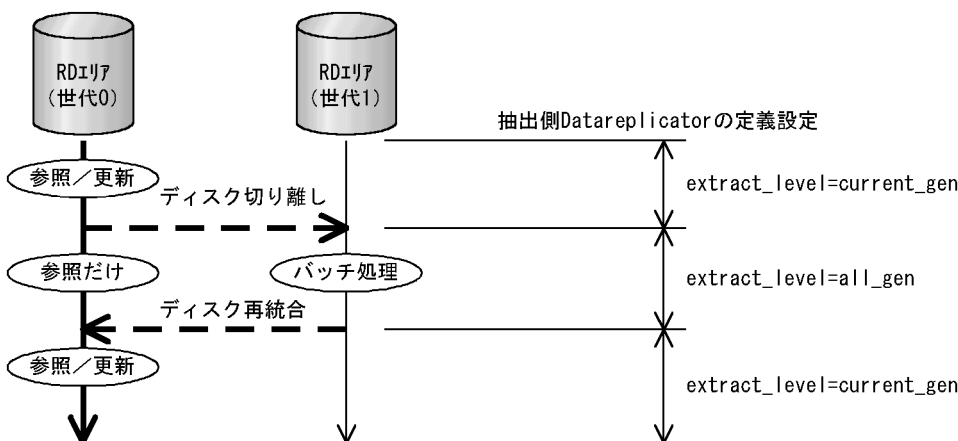 RDエリア
(世代0)
RDエリア
(世代1)
抽出側Datareplicatorの定義設定
参照／更新
extract_level=current_gen
ディスク切り離し
参照だけ
バッチ処理
extract_level=all_gen
ディスク再統合
参照／更新
extract_level=current_gen